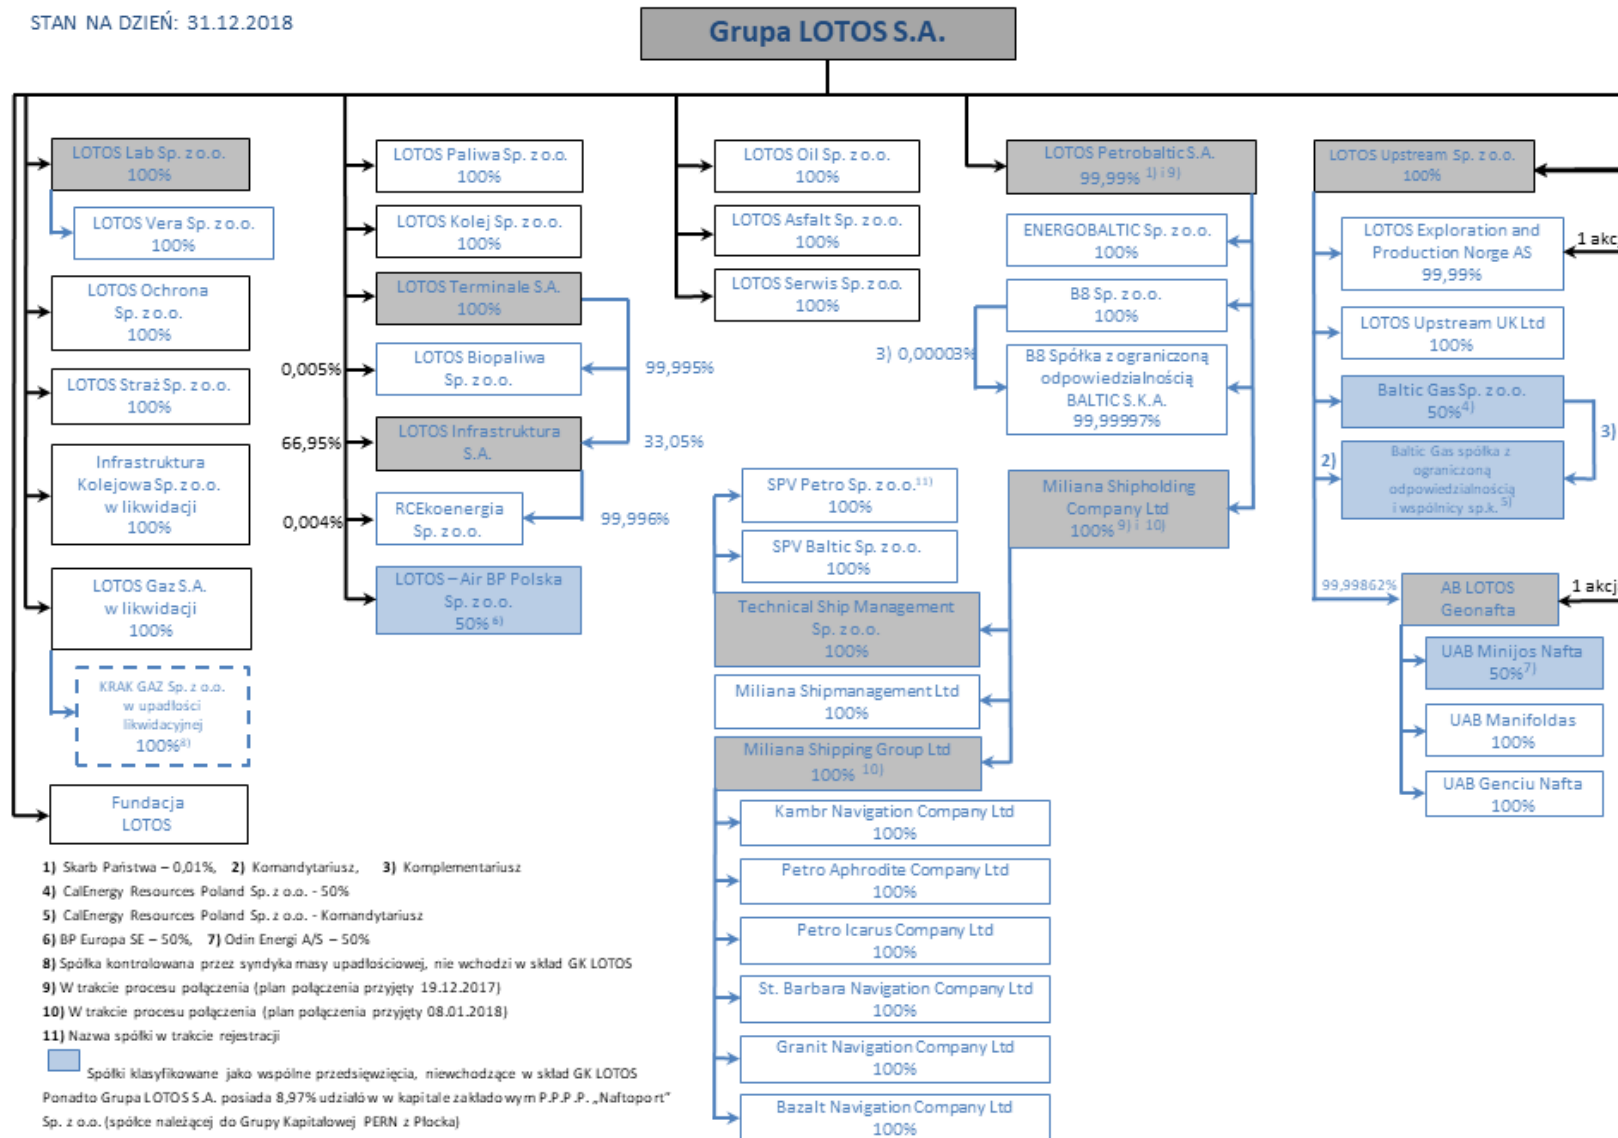 STAN NA DZIEŃ: 31.12.2018
Grupa LOTOS S.A.
LOTOS Lab Sp. z o.o.
100%
LOTOS Vera Sp. z o.o.
100%
LOTOS Ochrona
Sp. z o.o.
100%
LOTOS Straż Sp. z o.o.
100%
Infrastruktura
Kolejowa Sp. z o.o.
w likwidacji
100%
LOTOS Gaz S.A.
w likwidacji
100%
KRAK GAZ Sp. z o.o.
w upadłości
likwidacyjnej
100%8)
Fundacja
LOTOS
LOTOS Paliwa Sp. z o.o.
100%
LOTOS Kolej Sp. z o.o.
100%
LOTOS Terminale S.A.
100%
0,005%
LOTOS Biopaliwa
Sp. z o.o.
99,995%
66,95%
LOTOS Infrastruktura
S.A.
33,05%
0,004%
RCEkoenergia
Sp. z o.o.
99,996%
LOTOS – Air BP Polska
Sp. z o.o.
50% 6)
LOTOS Oil Sp. z o.o.
100%
LOTOS Asfalt Sp. z o.o.
100%
LOTOS Serwis Sp. z o.o.
100%
LOTOS Petrobaltic S.A.
99,99% 1) i 9)
ENERGOBALTIC Sp. z o.o.
100%
B8 Sp. z o.o.
100%
3) 0,00003%
B8 Spółka z ograniczoną
odpowiedzialnością
BALTIC S.K.A.
99,99997%
Miliana Shipholding
Company Ltd
100% 9) i 10)
SPV Petro Sp. z o.o.11)
100%
SPV Baltic Sp. z o.o.
100%
Technical Ship Management
Sp. z o.o.
100%
Miliana Shipmanagement Ltd
100%
Miliana Shipping Group Ltd
100% 10)
Kambr Navigation Company Ltd
100%
Petro Aphrodite Company Ltd
100%
Petro Icarus Company Ltd
100%
St. Barbara Navigation Company Ltd
100%
Granit Navigation Company Ltd
100%
Bazalt Navigation Company Ltd
100%
LOTOS Upstream Sp. z o.o.
100%
LOTOS Exploration and
Production Norge AS
99,99%
1 akcj
LOTOS Upstream UK Ltd
100%
Baltic Gas Sp. z o.o.
50%4)
3)
2)
Baltic Gas spółka z
ograniczoną
odpowiedzialnością
i wspólnicy sp.k. 5)
99,99862%
AB LOTOS
Geonafta
1 akcj
UAB Minijos Nafta
50%7)
UAB Manifoldas
100%
UAB Genciu Nafta
100%
1) Skarb Państwa – 0,01%, 2) Komandytariusz, 3) Komplementariusz
4) CalEnergy Resources Poland Sp. z o.o. - 50%
5) CalEnergy Resources Poland Sp. z o.o. - Komandytariusz
6) BP Europa SE – 50%, 7) Odin Energi A/S – 50%
8) Spółka kontrolowana przez syndyka masy upadłościowej, nie wchodzi w skład GK LOTOS
9) W trakcie procesu połączenia (plan połączenia przyjęty 19.12.2017)
10) W trakcie procesu połączenia (plan połączenia przyjęty 08.01.2018)
11) Nazwa spółki w trakcie rejestracji
Spółki klasyfikowane jako wspólne przedsięwzięcia, niewchodzące w skład GK LOTOS
Ponadto Grupa LOTOS S.A. posiada 8,97% udziałów w kapitale zakładowym P.P.P.P. „Naftoport”
Sp. z o.o. (spółce należącej do Grupy Kapitałowej PERN z Płocka)